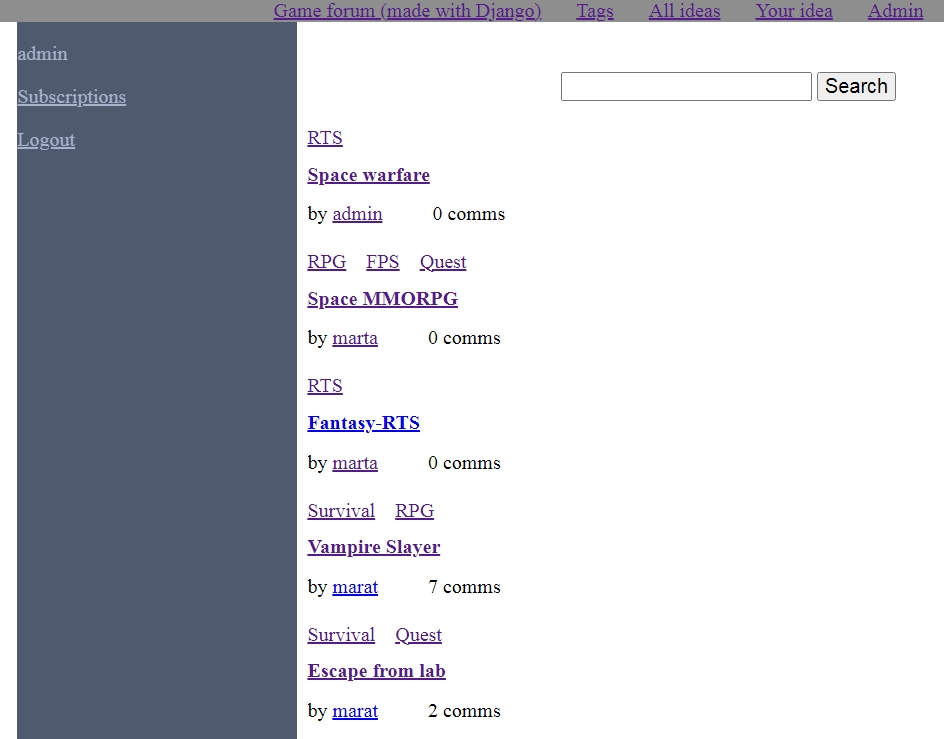 Game forum (made with Django) Tags All ideas Your idea Admin
admin
Subscriptions
Logout
Search
RTS
Space warfare
by admin 0 comms
RPG FPS Quest
Space MMORPG
by marta 0 comms
RTS
Fantasy-RTS
by marta 0 comms
Survival RPG
Vampire Slayer
by marat 7 comms
Survival Quest
Escape from lab
by marat 2 comms